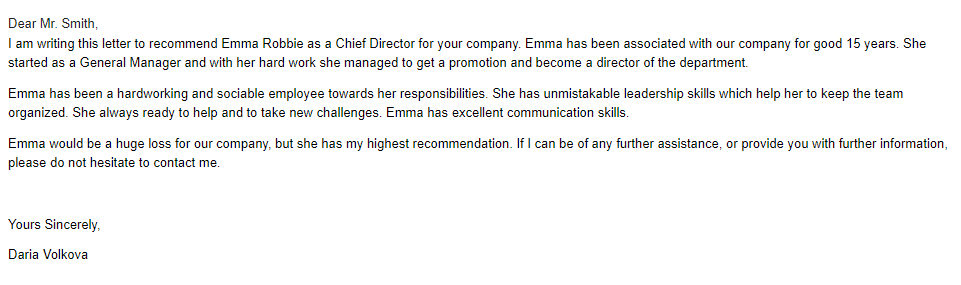 Dear Mr. Smith,
I am writing this letter to recommend Emma Robbie as a Chief Director for your company. Emma has been associated with our company for good 15 years. She
started as a General Manager and with her hard work she managed to get a promotion and become a director of the department.
Emma has been a hardworking and sociable employee towards her responsibilities. She has unmistakable leadership skills which help her to keep the team
organized. She always ready to help and to take new challenges. Emma has excellent communication skills.
Emma would be a huge loss for our company, but she has my highest recommendation. If I can be of any further assistance, or provide you with further information,
please do not hesitate to contact me.
Yours Sincerely,
Daria Volkova